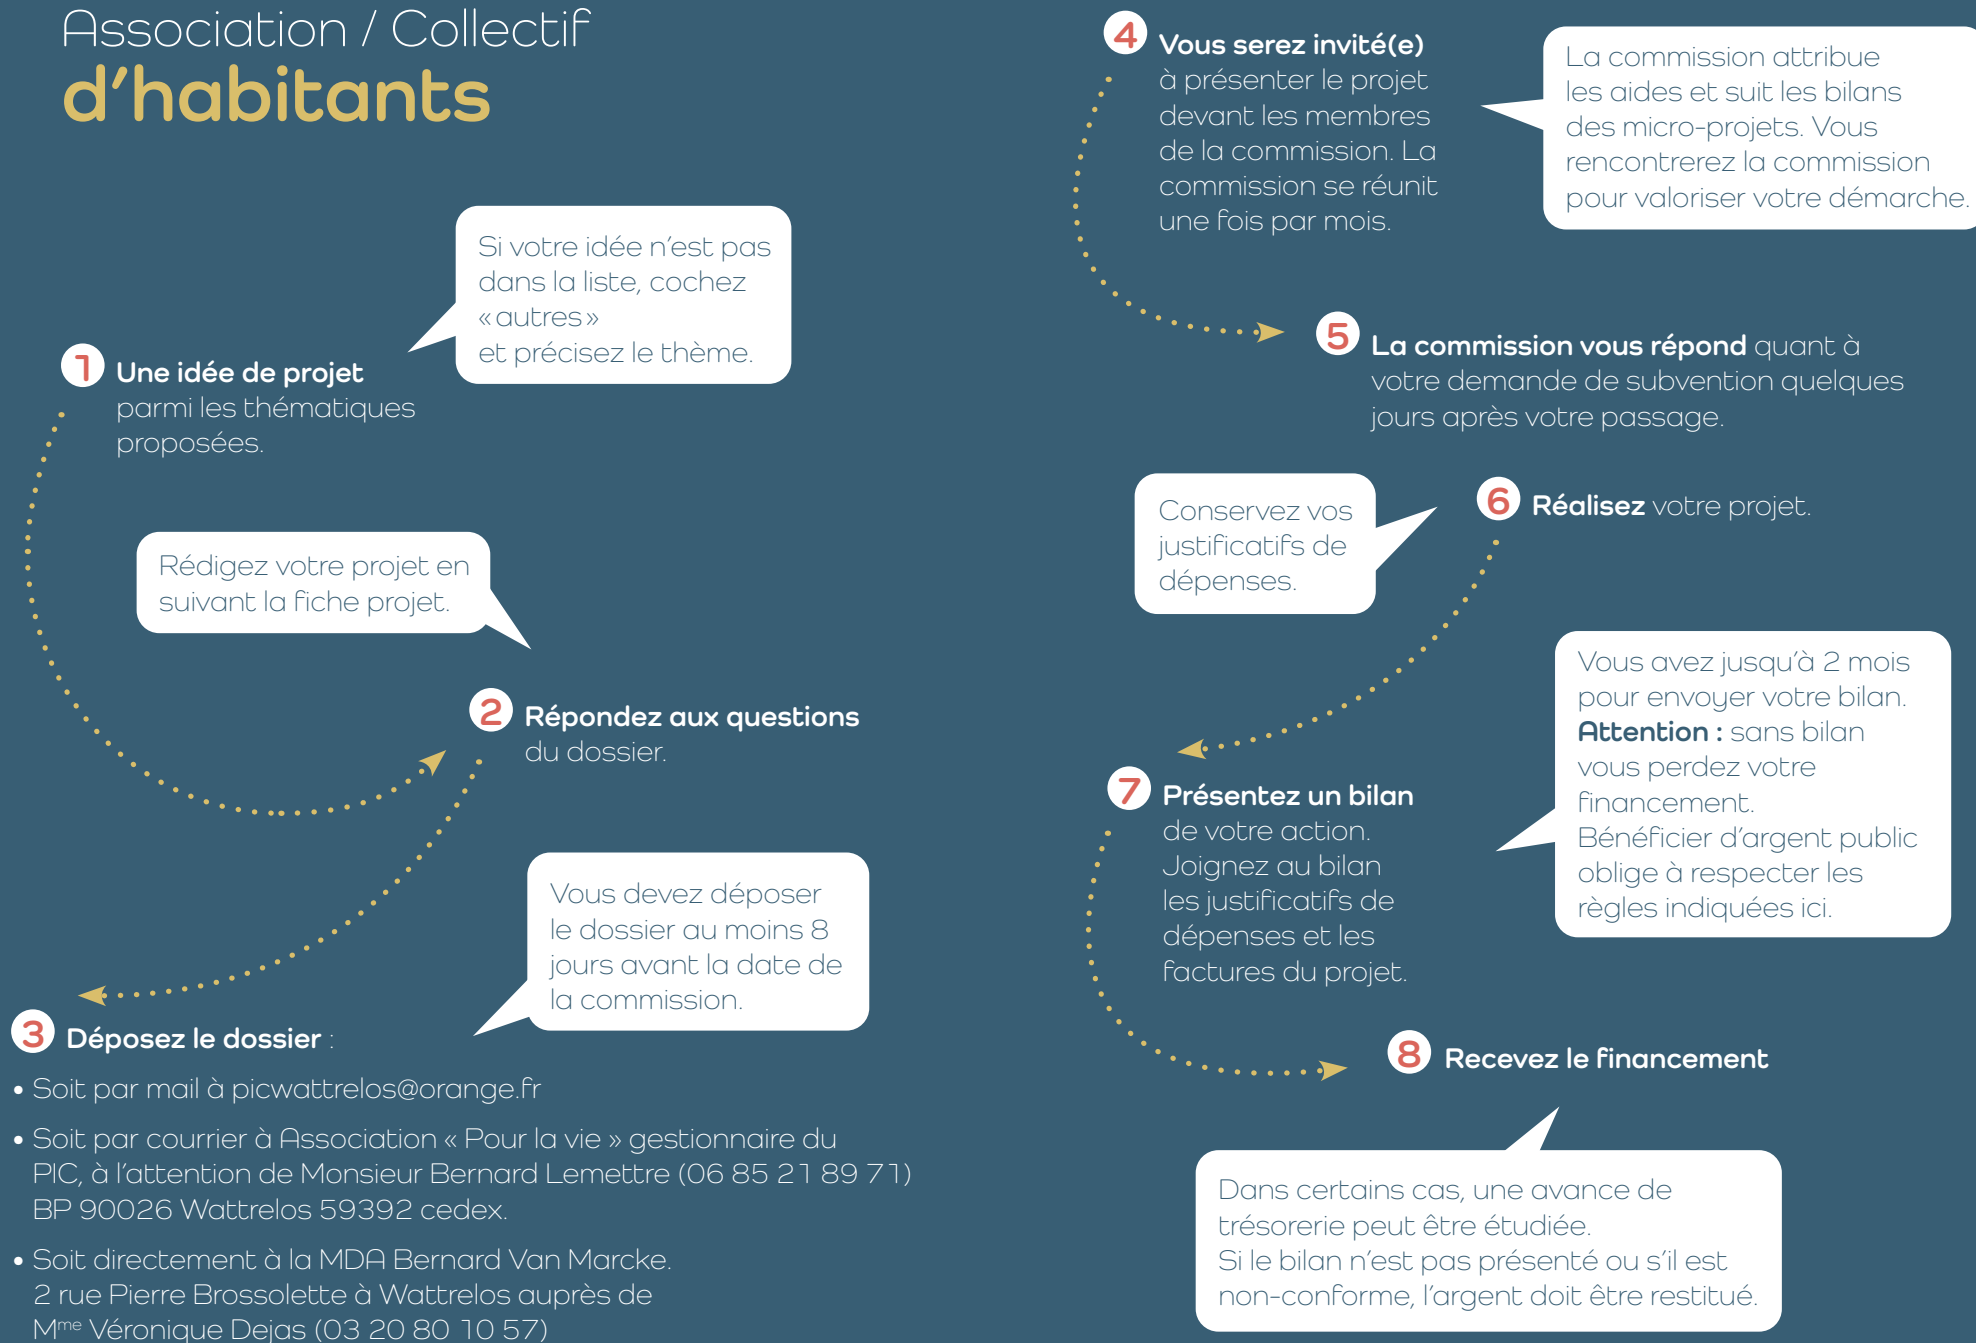 Association / Collectif
d'habitants
Si votre idée n'est pas
dans la liste, cochez
« autres »
et précisez le thème.
1 Une idée de projet
parmi les thématiques
proposées.
Rédigez votre projet en
suivant la fiche projet.
2 Répondez aux questions
du dossier.
Vous devez déposer
le dossier au moins 8
jours avant la date de
la commission.
3 Déposez le dossier :
• Soit par mail à picwattrelos@orange.fr
• Soit par courrier à Association « Pour la vie » gestionnaire du
PIC, à l'attention de Monsieur Bernard Lemettre (06 85 21 89 71)
BP 90026 Wattrelos 59392 cedex.
• Soit directement à la MDA Bernard Van Marcke.
2 rue Pierre Brossolette à Wattrelos auprès de
Mme Véronique Dejas (03 20 80 10 57)
4 Vous serez invité(e)
à présenter le projet
devant les membres
de la commission. La
commission se réunit
une fois par mois.
La commission attribue
les aides et suit les bilans
des micro-projets. Vous
rencontrerez la commission
pour valoriser votre démarche.
5 La commission vous répond quant à
votre demande de subvention quelques
jours après votre passage.
Conservez vos
justificatifs de
dépenses.
6 Réalisez votre projet.
Vous avez jusqu'à 2 mois
pour envoyer votre bilan.
Attention : sans bilan
vous perdez votre
financement.
Bénéficier d'argent public
oblige à respecter les
règles indiquées ici.
7 Présentez un bilan
de votre action.
Joignez au bilan
les justificatifs de
dépenses et les
factures du projet.
8 Recevez le financement
Dans certains cas, une avance de
trésorerie peut être étudiée.
Si le bilan n'est pas présenté ou s'il est
non-conforme, l'argent doit être restitué.